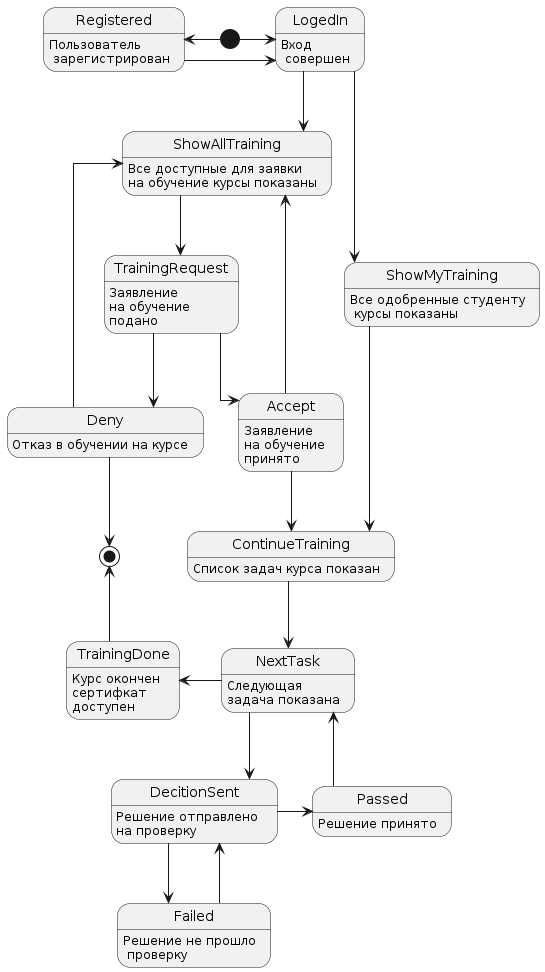 Registered
Пользователь
зарегистрирован
LogedIn
Вход
совершен
ShowAllTraining
Все доступные для заявки
на обучение курсы показаны
TrainingRequest
Заявление
на обучение
подано
ShowMyTraining
Все одобренные студенту
курсы показаны
Deny
Отказ в обучении на курсе
Accept
Заявление
на обучение
принято
ContinueTraining
Список задач курса показан
TrainingDone
Курс окончен
сертифкат
доступен
NextTask
Следующая
задача показана
DecitionSent
Решение отправлено
на проверку
Passed
Решение принято
Failed
Решение не прошло
проверку